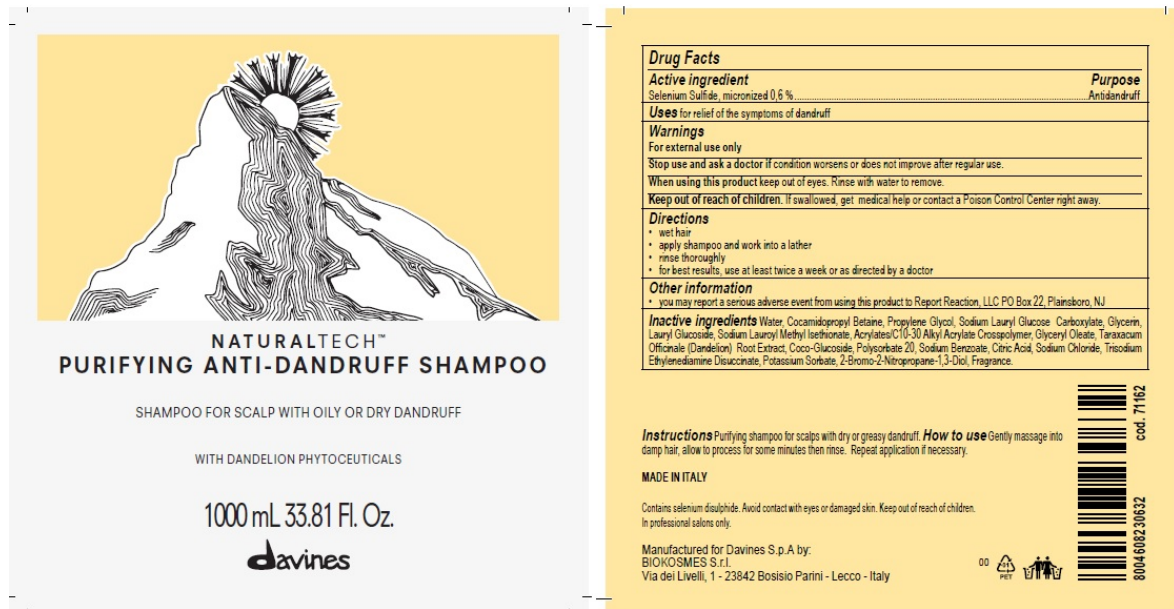 NATURALTECH™
PURIFYING ANTI-DANDRUFF SHAMPOO
SHAMPOO FOR SCALP WITH OILY OR DRY DANDRUFF
WITH DANDELION PHYTOCEUTICALS
1000 mL 33.81 Fl. Oz.
davines
Drug Facts
Active ingredient Purpose
Selenium Sulfide, micronized 0,6 %...Antidandruff
Uses for relief of the symptoms of dandruff
Warnings
For external use only
Stop use and ask a doctor if condition worsens or does not improve after regular use.
When using this product keep out of eyes. Rinse with water to remove.
Keep out of reach of children. If swallowed, get medical help or contact a Poison Control Center right away.
Directions
• wet hair
• apply shampoo and work into a lather
• rinse thoroughly
• for best results, use at least twice a week or as directed by a doctor
Other information
• you may report a serious adverse event from using this product to Report Reaction, LLC PO Box 22, Plainsboro, NJ
Inactive ingredients Water, Cocamidopropyl Betaine, Propylene Glycol, Sodium Lauryl Glucose Carboxylate, Glycerin,
Lauryl Glucoside, Sodium Lauroyl Methyl Isethionate, Acrylates/C10-30 Alkyl Acrylate Crosspolymer, Glyceryl Oleate, Taraxacum
Officinale (Dandelion) Root Extract, Coco-Glucoside, Polysorbate 20, Sodium Benzoate, Citric Acid, Sodium Chloride, Trisodium
Ethylenediamine Disuccinate, Potassium Sorbate, 2-Bromo-2-Nitropropane-1,3-Diol, Fragrance.
Instructions Purifying shampoo for scalps with dry or greasy dandruff. How to use Gently massage into
damp hair, allow to process for some minutes then rinse. Repeat application if necessary.
MADE IN ITALY
Contains selenium disulphide. Avoid contact with eyes or damaged skin. Keep out of reach of children.
In professional salons only.
Manufactured for Davines S.p.A by:
BIOKOSMES S.r.l.
Via dei Livelli, 1 - 23842 Bosisio Parini - Lecco - Italy
00
01
PET
cod. 71162
8004608230632